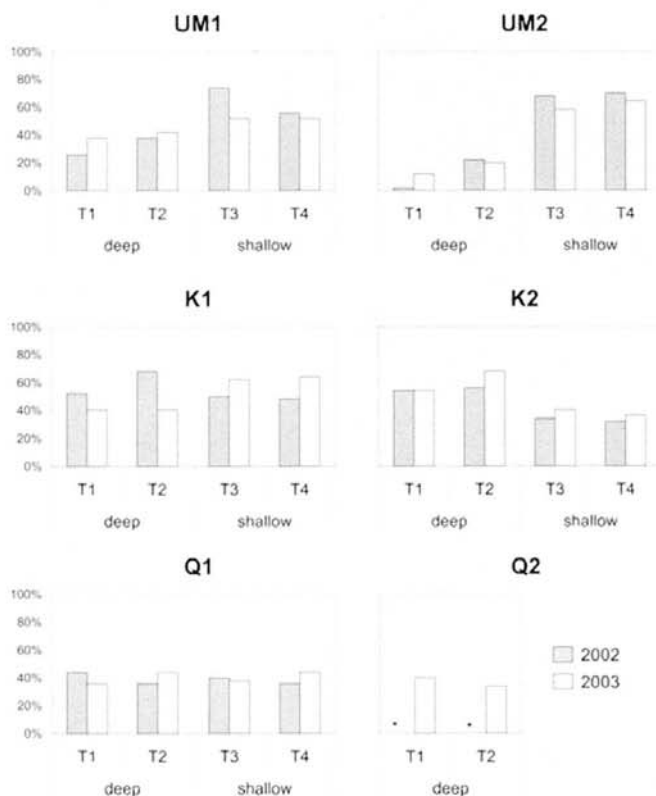 UM1 UM2
100%
80%
60%
40%
20%
0%
T1 T2 T3 T4 T1 T2 T3 T4
deep shallow deep shallow
K1 K2
100%
80%
60%
40%
20%
0%
T1 T2 T3 T4 T1 T2 T3 T4
deep shallow deep shallow
Q1 Q2
100%
80%
60%
40%
20%
0%
2002
2003
T1 T2 T3 T4 T1 T2
deep shallow deep